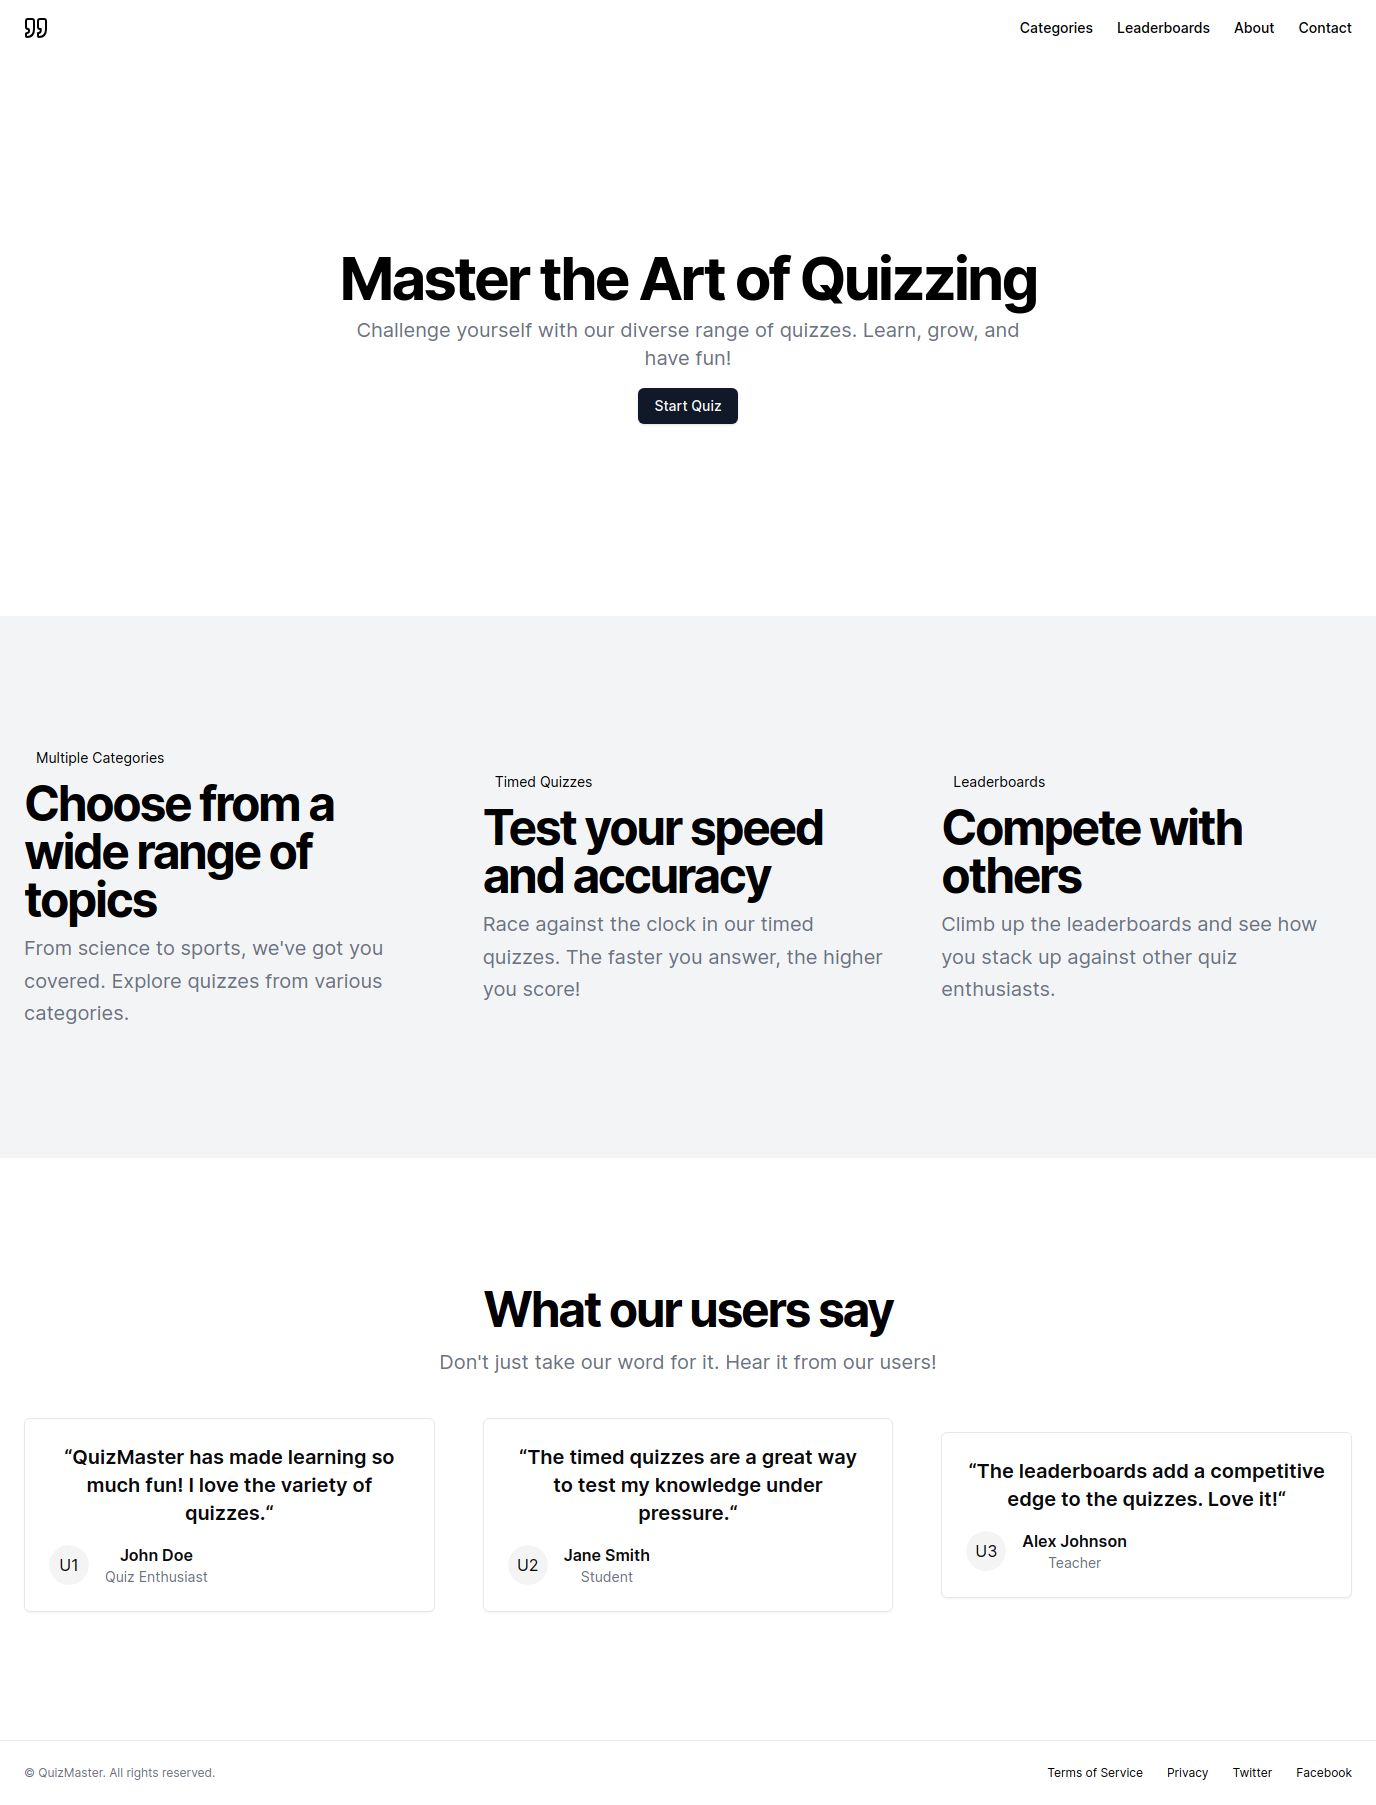 Categories
Leaderboards
About
Contact
Master the Art of Quizzing
Challenge yourself with our diverse range of quizzes. Learn, grow, and
have fun!
Start Quiz
Multiple Categories
Choose from a
wide range of
topics
From science to sports, we've got you
covered. Explore quizzes from various
categories.
Timed Quizzes
Test your speed
and accuracy
Race against the clock in our timed
quizzes. The faster you answer, the higher
you score!
Leaderboards
Compete with
others
Climb up the leaderboards and see how
you stack up against other quiz
enthusiasts.
What our users say
Don't just take our word for it. Hear it from our users!
“QuizMaster has made learning so
much fun! I love the variety of
quizzes.“
U1
John Doe
Quiz Enthusiast
“The timed quizzes are a great way
to test my knowledge under
pressure.“
U2
Jane Smith
Student
“The leaderboards add a competitive
edge to the quizzes. Love it!“
U3
Alex Johnson
Teacher
© QuizMaster. All rights reserved.
Terms of Service
Privacy
Twitter
Facebook